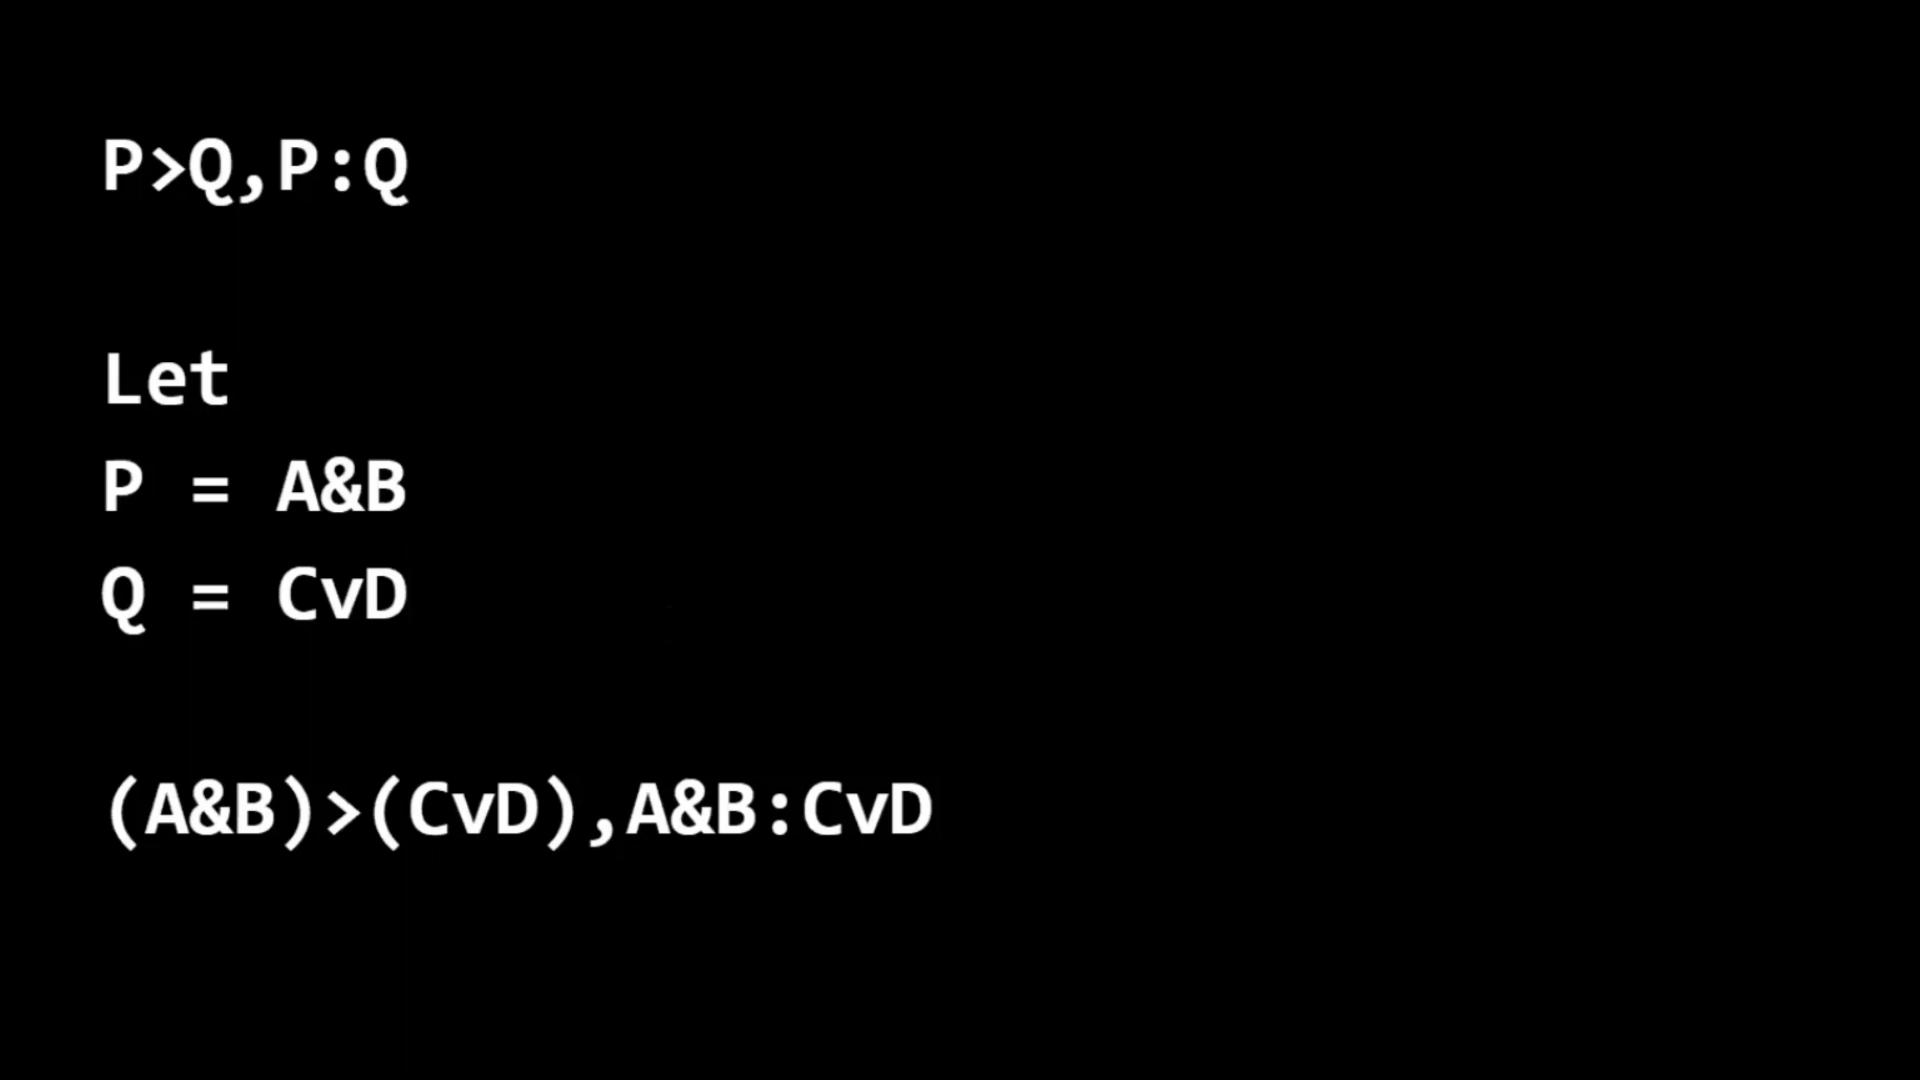 P>Q,P:Q
Let
P = A&B
Q = CvD
(A&B)>(CvD),A&B:CvD